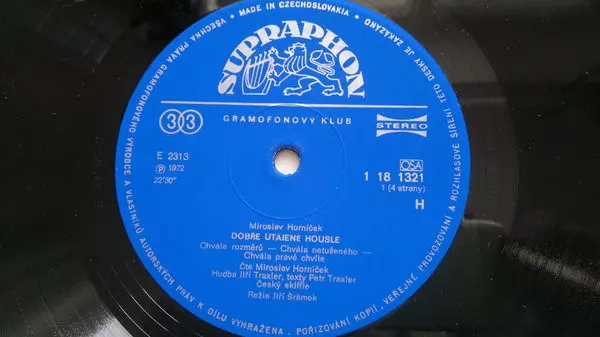 • MADE IN CZECHOSLOVAKIA •
VŠECHNA PRÁVA GRAMOFONOVÉHO VÝROBCE A VLASTNÍKŮ AUTORSKÝCH PRÁV K DÍLU VYHRAŽENA. POŘIZOVÁNÍ KOPIÍ, VEŘEJNÉ PROVOZOVÁNÍ A ROZHLASOVÉ ŠÍŘENÍ TÉTO DESKY JE ZAKÁZÁNO
SUPRAPHON
33
GRAMOFONOVÝ KLUB
STEREO
E 2313
Ⓟ 1972
22'30"
OSA
1 18 1321
1 (4 strany)
H
Miroslav Horníček
DOBŘE UTAJENÉ HOUSLE
Chvála rozměrů — Chvála netušeného —
Chvála pravé chvíle
Čte Miroslav Horníček
Hudba Jiří Traxler, texty Petr Traxler
Český skiffle
Režie Jiří Šrámek